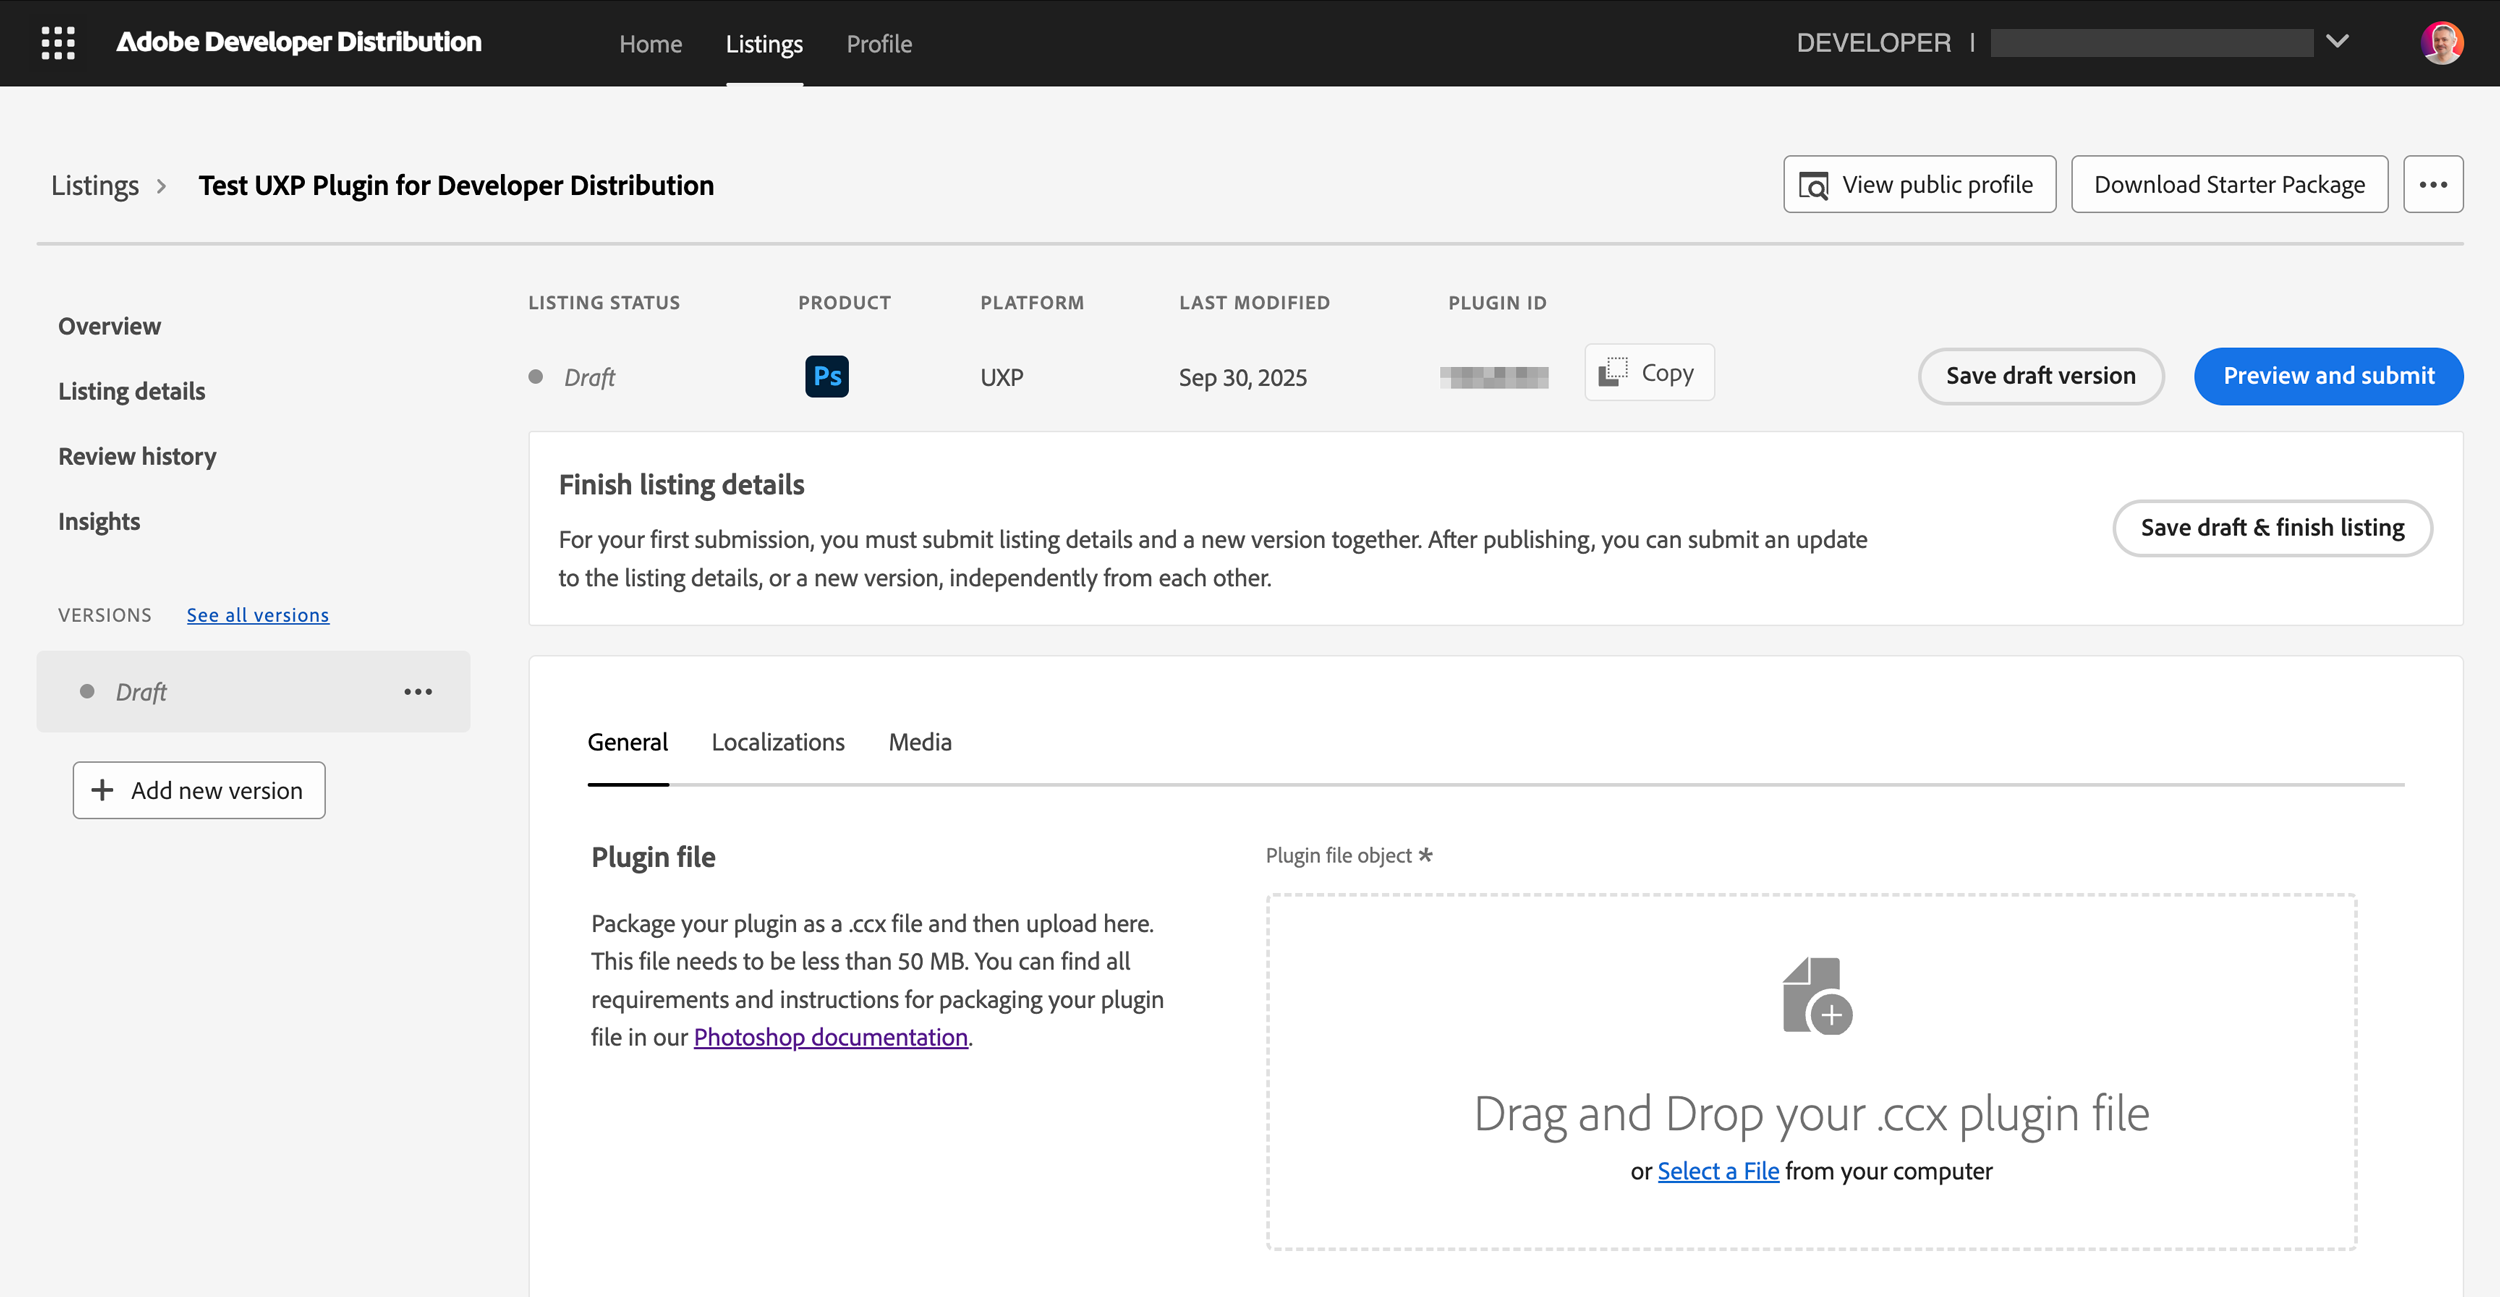 Adobe Developer Distribution
Home
Listings
Profile
DEVELOPER |
Listings > Test UXP Plugin for Developer Distribution
View public profile
Download Starter Package
Overview
Listing details
Review history
Insights
VERSIONS See all versions
Draft
Add new version
LISTING STATUS
PRODUCT
PLATFORM
LAST MODIFIED
PLUGIN ID
Draft
Ps
UXP
Sep 30, 2025
Copy
Save draft version
Preview and submit
Finish listing details
For your first submission, you must submit listing details and a new version together. After publishing, you can submit an update
to the listing details, or a new version, independently from each other.
Save draft & finish listing
General
Localizations
Media
Plugin file
Package your plugin as a .ccx file and then upload here.
This file needs to be less than 50 MB. You can find all
requirements and instructions for packaging your plugin
file in our Photoshop documentation.
Plugin file object *
Drag and Drop your .ccx plugin file
or Select a File from your computer